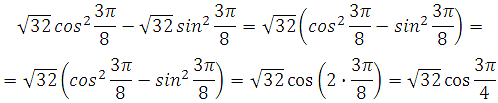 √32 cos² 3π/8 − √32 sin² 3π/8 = √32 (cos² 3π/8 − sin² 3π/8) =
= √32 (cos² 3π/8 − sin² 3π/8) = √32 cos (2 · 3π/8) = √32 cos 3π/4